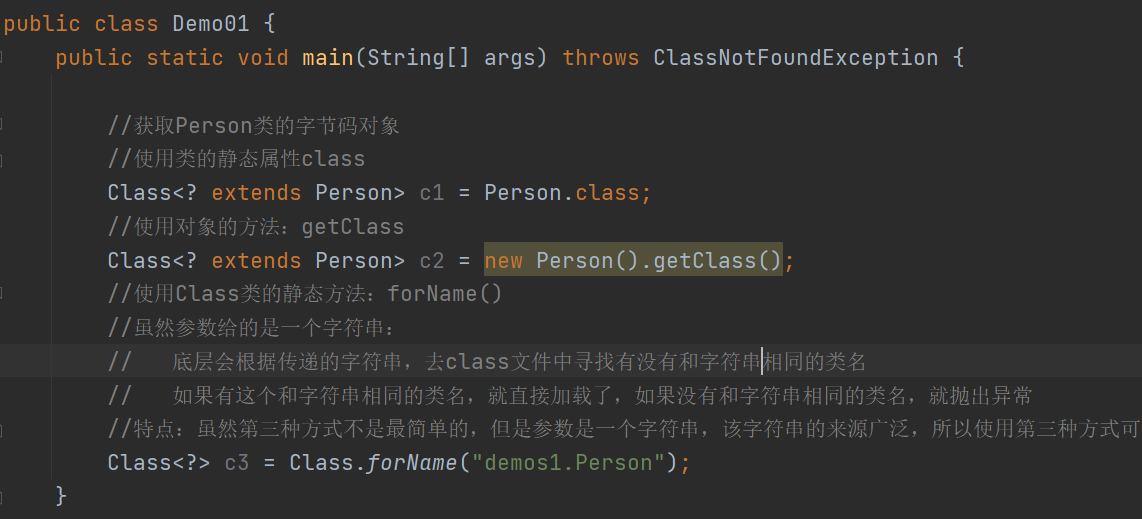 public class Demo01 {
public static void main(String[] args) throws ClassNotFoundException {
//获取Person类的字节码对象
//使用类的静态属性class
Class<? extends Person> c1 = Person.class;
//使用对象的方法：getClass
Class<? extends Person> c2 = new Person().getClass();
//使用Class类的静态方法：forName()
//虽然参数给的是一个字符串：
// 底层会根据传递的字符串，去class文件中寻找有没有和字符串相同的类名
// 如果有这个和字符串相同的类名，就直接加载了，如果没有和字符串相同的类名，就抛出异常
//特点：虽然第三种方式不是最简单的，但是参数是一个字符串，该字符串的来源广泛，所以使用第三种方式可
Class<?> c3 = Class.forName("demos1.Person");
}